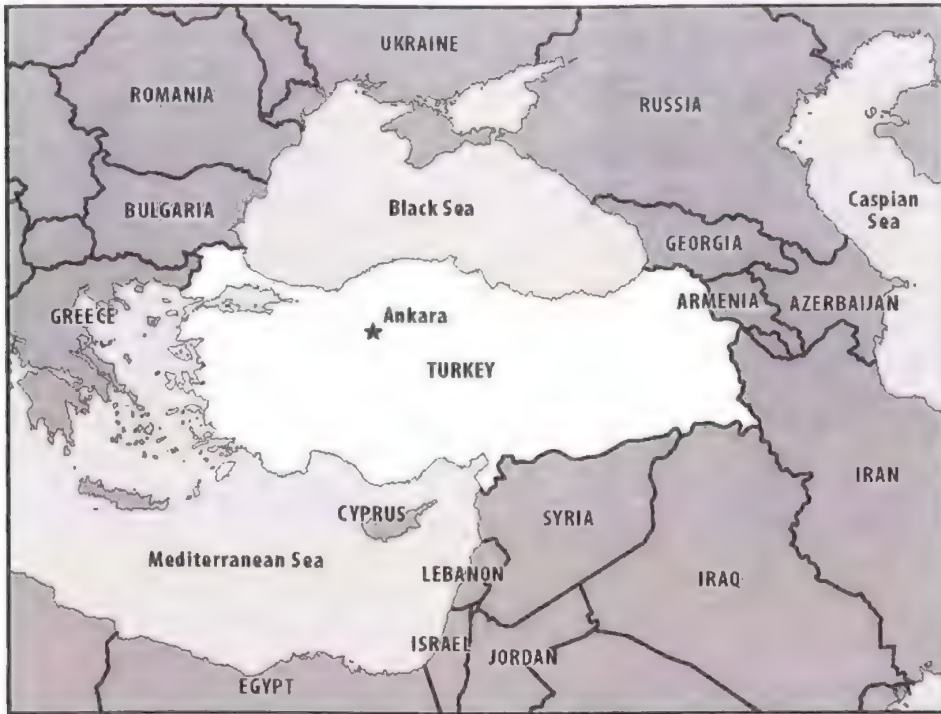 UKRAINE
ROMANIA
RUSSIA
BULGARIA
Black Sea
Caspian
Sea
GEORGIA
GREECE
ARMENIA
AZERBAIJAN
Ankara
TURKEY
IRAN
CYPRUS
SYRIA
Mediterranean Sea
LEBANON
IRAQ
ISRAEL
JORDAN
EGYPT